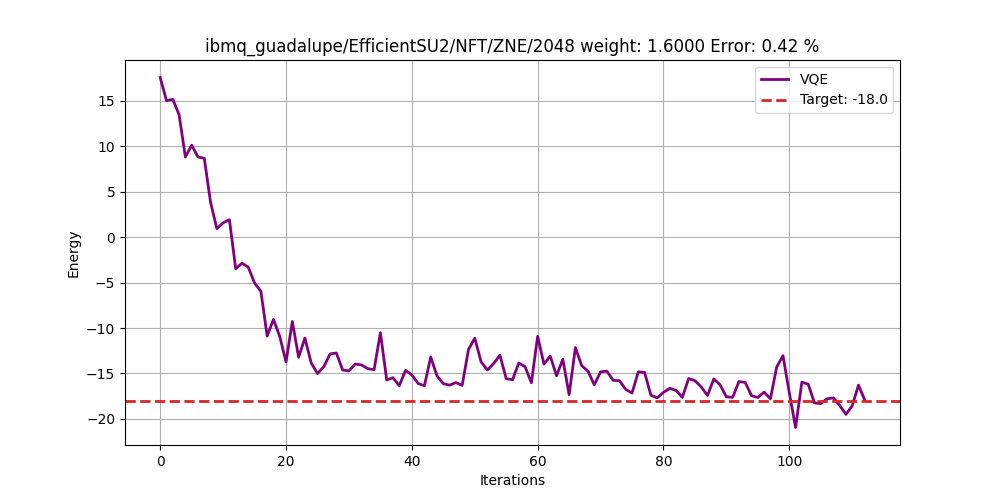 ibmq_guadalupe/EfficientSU2/NFT/ZNE/2048 weight: 1.6000 Error: 0.42 %
VQE
Target: -18.0
15
10
5
0
−5
−10
−15
−20
Energy
0 20 40 60 80 100
Iterations